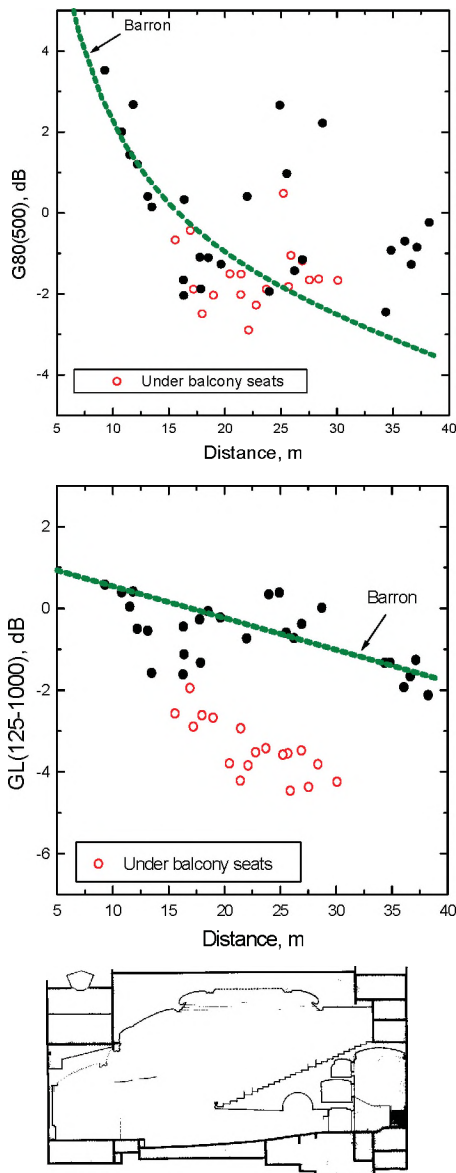 Barron
4
2
0
-2
-4
G80(500), dB
Under balcony seats
5 10 15 20 25 30 35 40
Distance, m
2
0
-2
-4
-6
GL(125-1000), dB
Barron
Under balcony seats
5 10 15 20 25 30 35 40
Distance, m